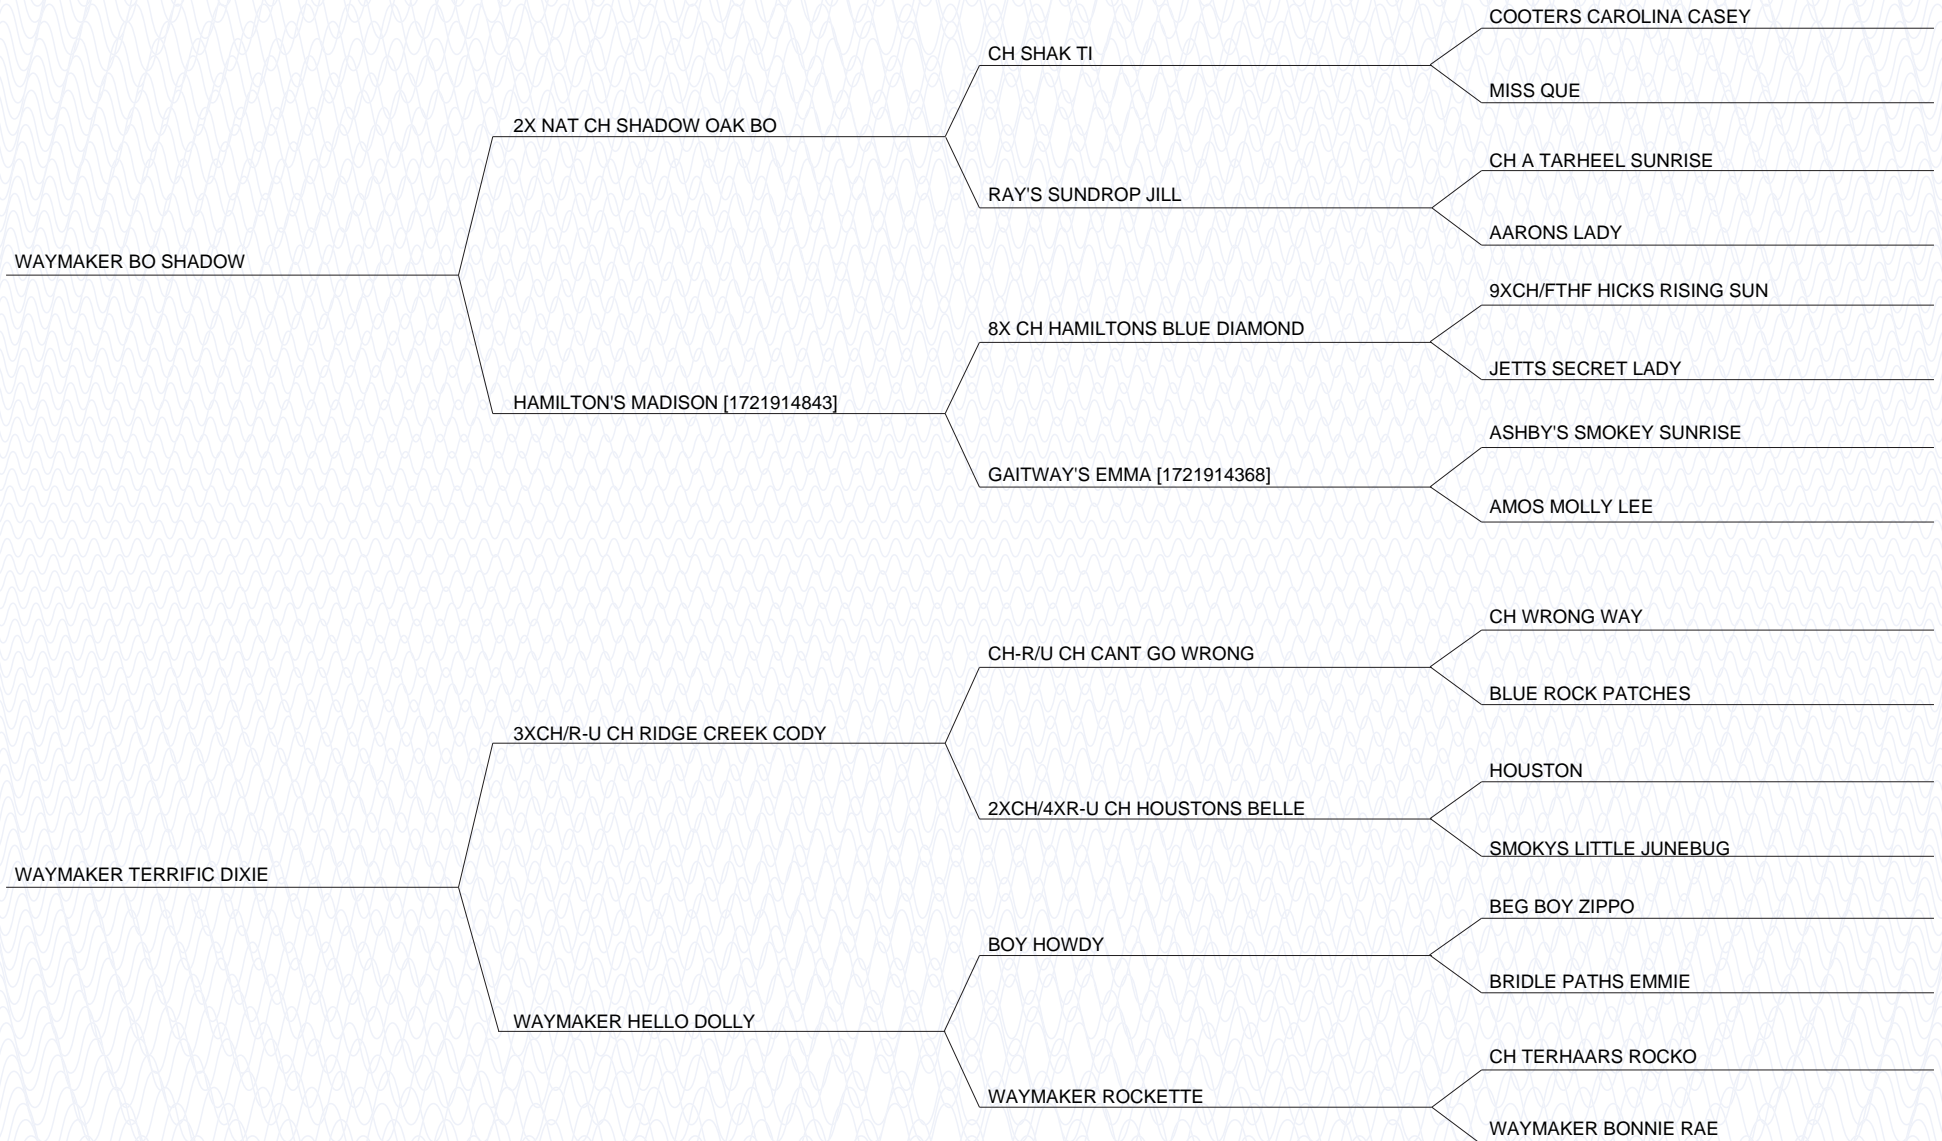 COOTERS CAROLINA CASEY
CH SHAK TI
MISS QUE
2X NAT CH SHADOW OAK BO
CH A TARHEEL SUNRISE
RAY'S SUNDROP JILL
AARONS LADY
WAYMAKER BO SHADOW
9XCH/FTHF HICKS RISING SUN
8X CH HAMILTONS BLUE DIAMOND
JETTS SECRET LADY
HAMILTON'S MADISON [1721914843]
ASHBY'S SMOKEY SUNRISE
GAITWAY'S EMMA [1721914368]
AMOS MOLLY LEE
CH WRONG WAY
CH-R/U CH CANT GO WRONG
BLUE ROCK PATCHES
3XCH/R-U CH RIDGE CREEK CODY
HOUSTON
2XCH/4XR-U CH HOUSTONS BELLE
SMOKYS LITTLE JUNEBUG
WAYMAKER TERRIFIC DIXIE
BEG BOY ZIPPO
BOY HOWDY
BRIDLE PATHS EMMIE
WAYMAKER HELLO DOLLY
CH TERHAARS ROCKO
WAYMAKER ROCKETTE
WAYMAKER BONNIE RAE